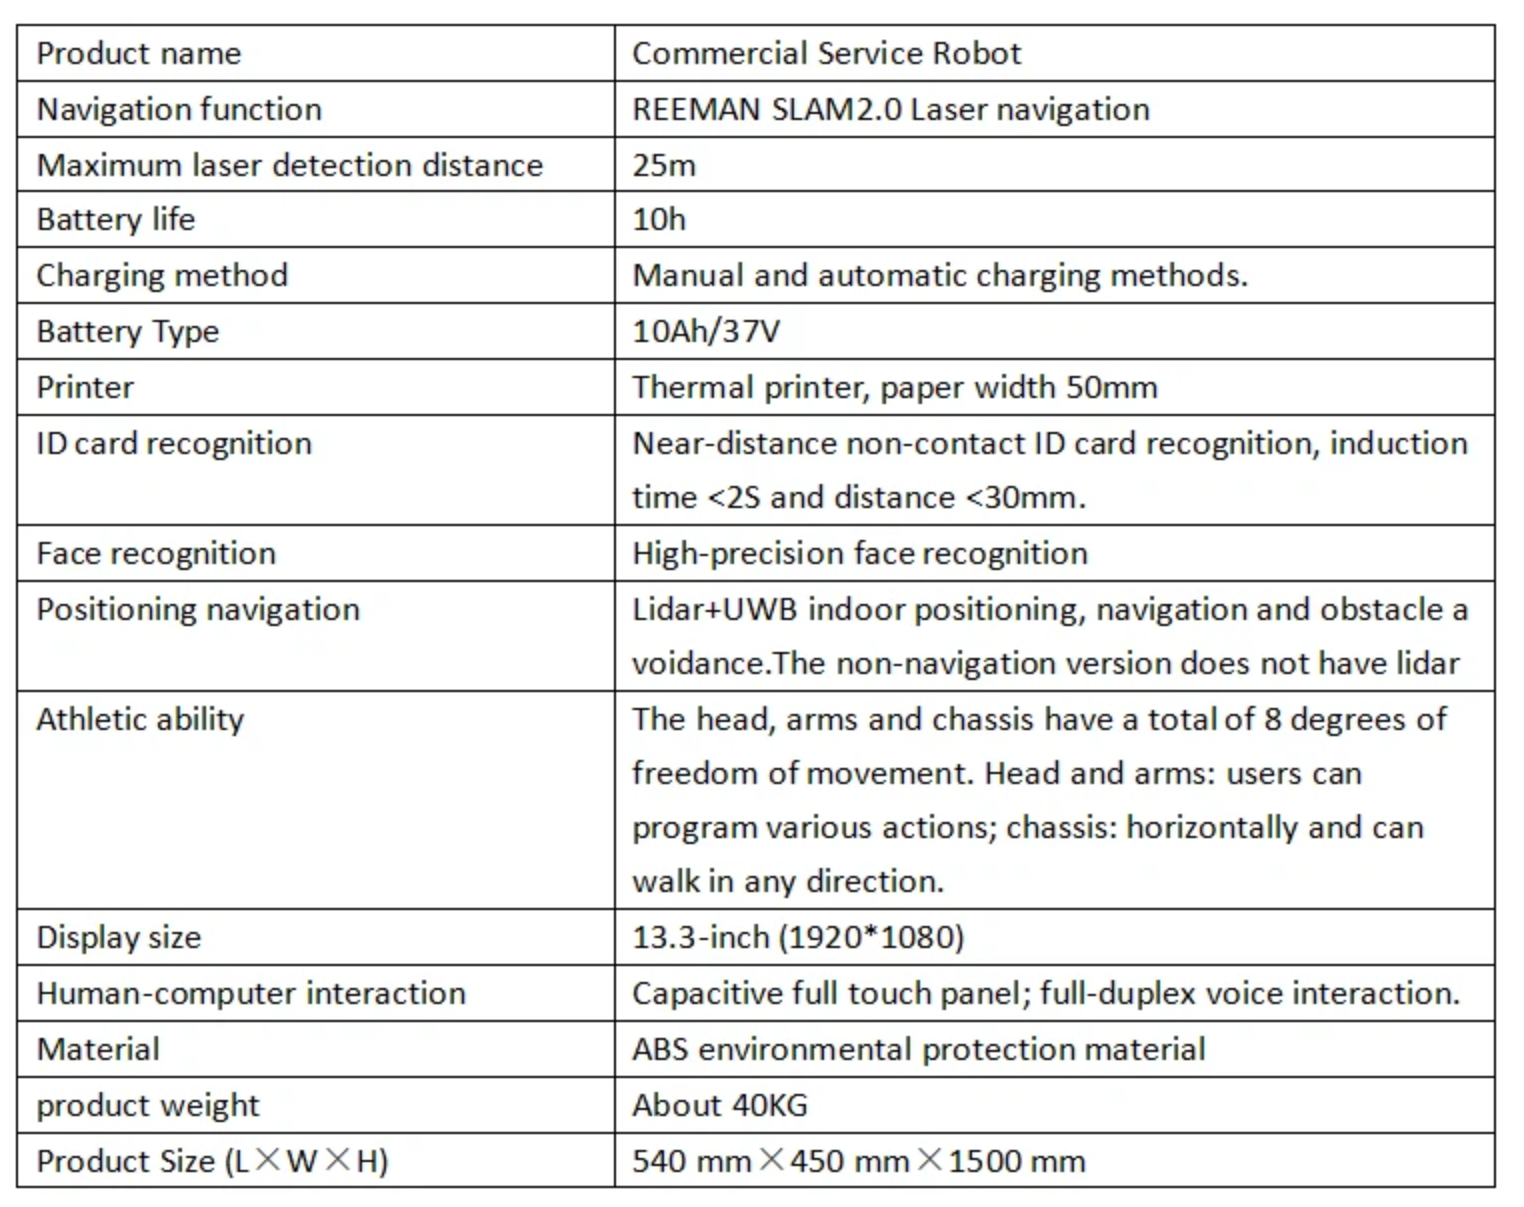 Product name
Commercial Service Robot
Navigation function
REEMAN SLAM2.0 Laser navigation
Maximum laser detection distance
25m
Battery life
10h
Charging method
Manual and automatic charging methods.
Battery Type
10Ah/37V
Printer
Thermal printer, paper width 50mm
ID card recognition
Near-distance non-contact ID card recognition, induction
time <2S and distance <30mm.
Face recognition
High-precision face recognition
Positioning navigation
Lidar+UWB indoor positioning, navigation and obstacle a
voidance.The non-navigation version does not have lidar
Athletic ability
The head, arms and chassis have a total of 8 degrees of
freedom of movement. Head and arms: users can
program various actions; chassis: horizontally and can
walk in any direction.
Display size
13.3-inch (1920*1080)
Human-computer interaction
Capacitive full touch panel; full-duplex voice interaction.
Material
ABS environmental protection material
product weight
About 40KG
Product Size (L×W×H)
540 mm×450 mm×1500 mm